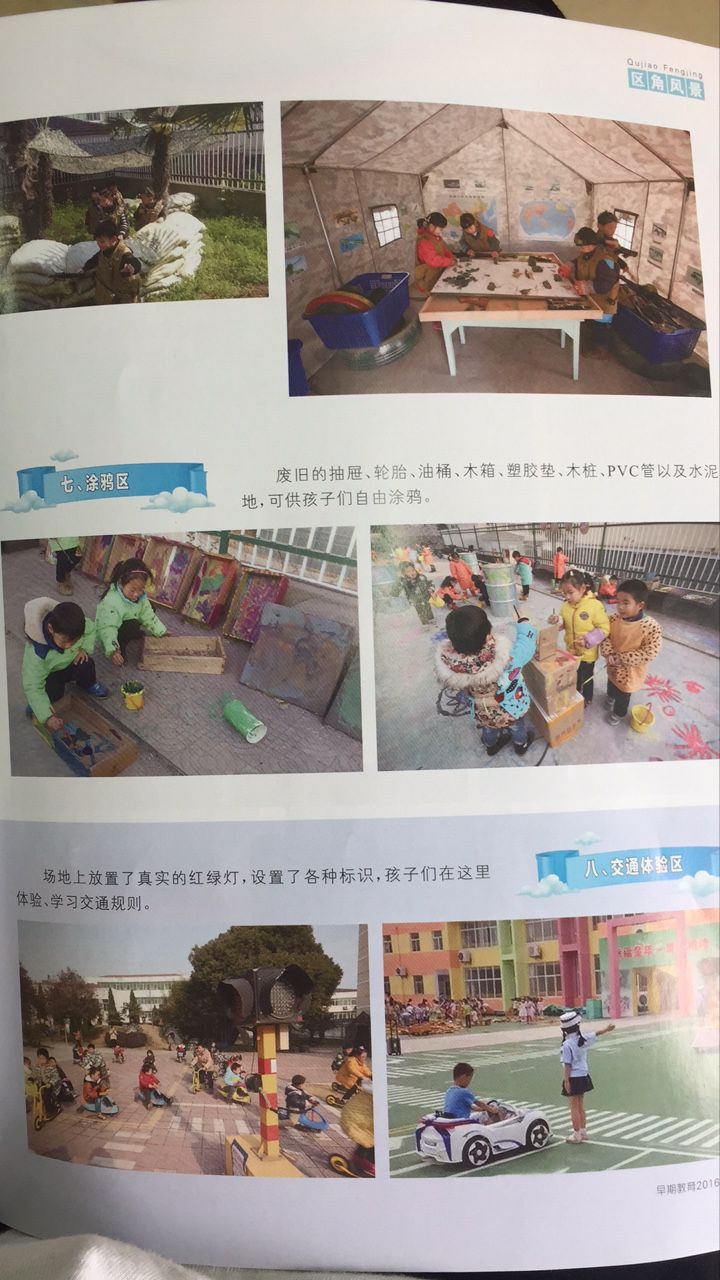 Qujiao Fengjing
区角风景
七、涂鸦区
废旧的抽屉、轮胎、油桶、木箱、塑胶垫、木桩、PVC管以及水泥
地，可供孩子们自由涂鸦。
八、交通体验区
场地上放置了真实的红绿灯，设置了各种标识，孩子们在这里
体验、学习交通规则。
早期教育2016